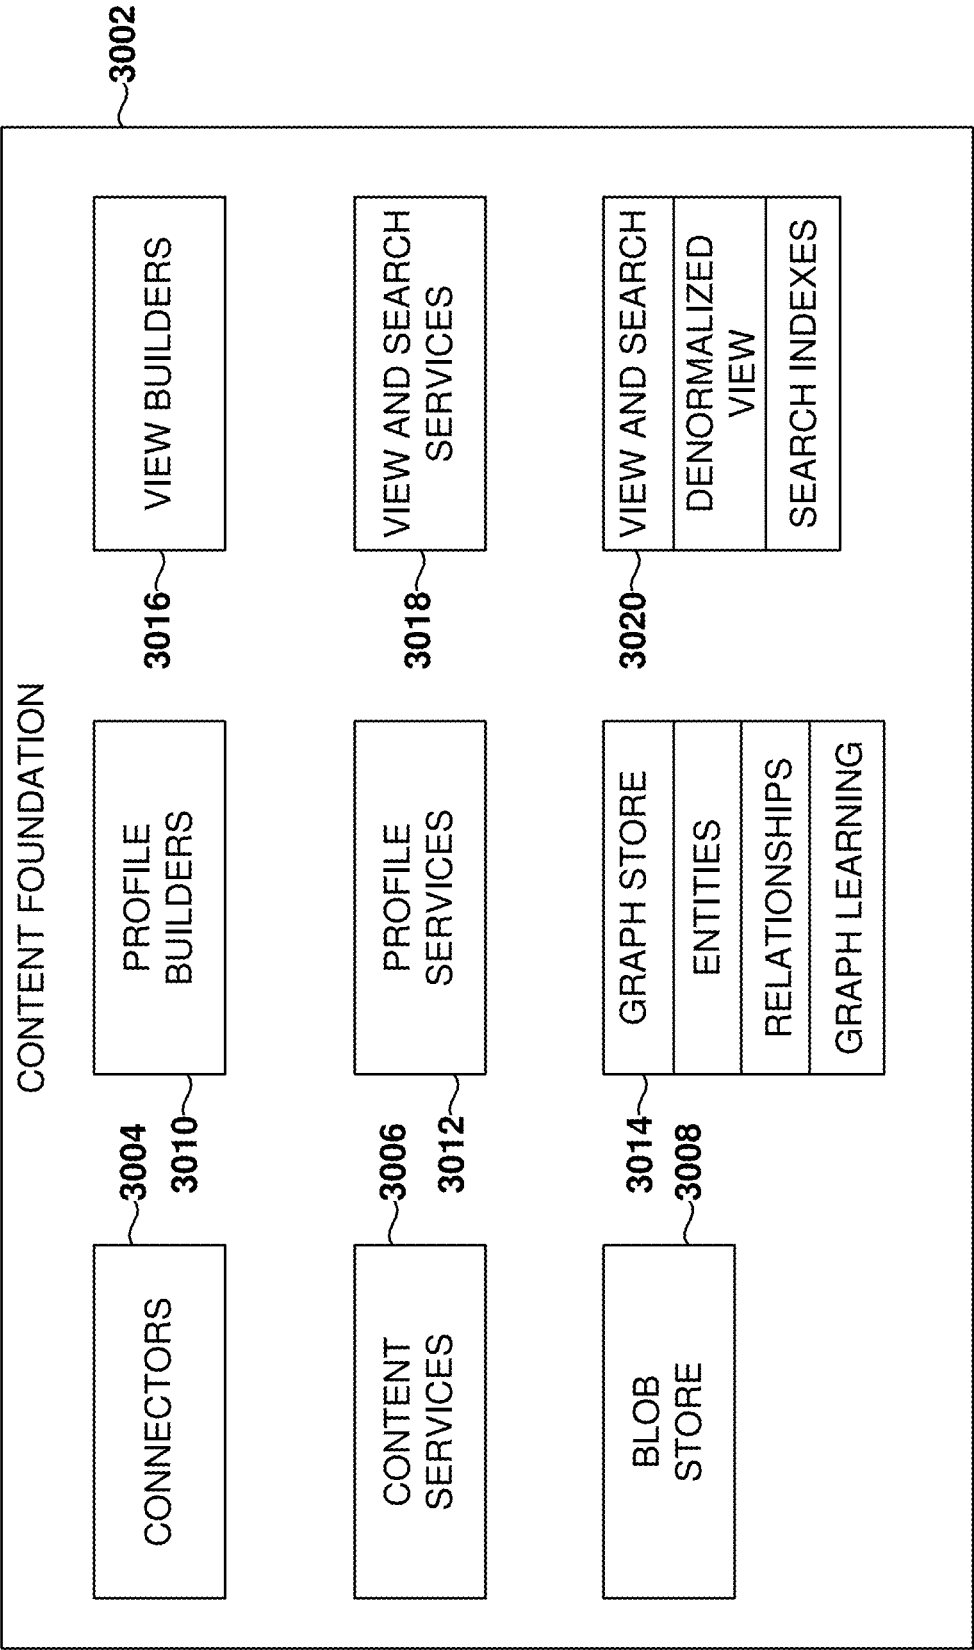 CONTENT FOUNDATION
3002
CONNECTORS
3004
3010
PROFILE
BUILDERS
3016
VIEW BUILDERS
CONTENT
SERVICES
3006
3012
PROFILE
SERVICES
3018
VIEW AND SEARCH
SERVICES
BLOB
STORE
3014
3008
GRAPH STORE
ENTITIES
RELATIONSHIPS
GRAPH LEARNING
3020
VIEW AND SEARCH
DENORMALIZED
VIEW
SEARCH INDEXES